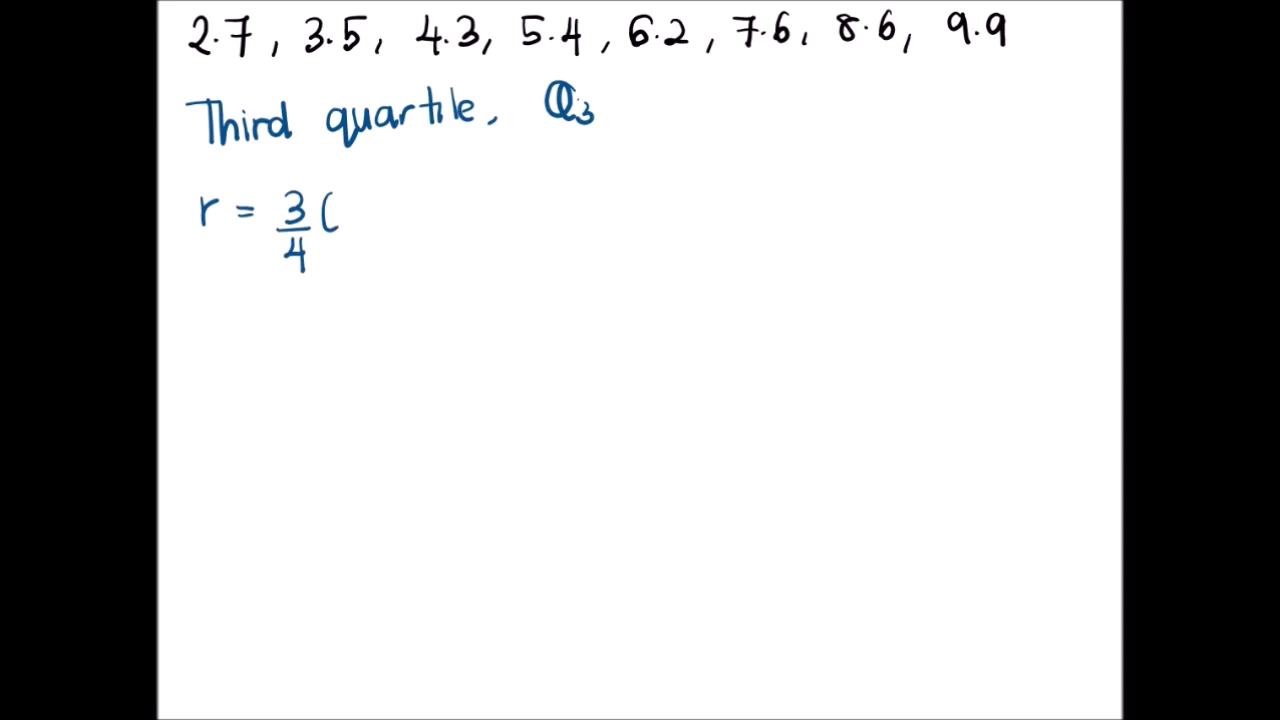 2.7, 3.5, 4.3, 5.4, 6.2, 7.6, 8.6, 9.9
Third quartile, Q₃
r = 3/4 (